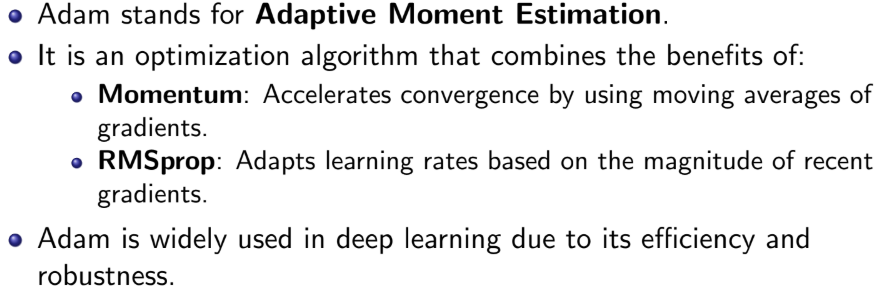 Adam stands for Adaptive Moment Estimation.
It is an optimization algorithm that combines the benefits of:
Momentum: Accelerates convergence by using moving averages of
gradients.
RMSprop: Adapts learning rates based on the magnitude of recent
gradients.
Adam is widely used in deep learning due to its efficiency and
robustness.